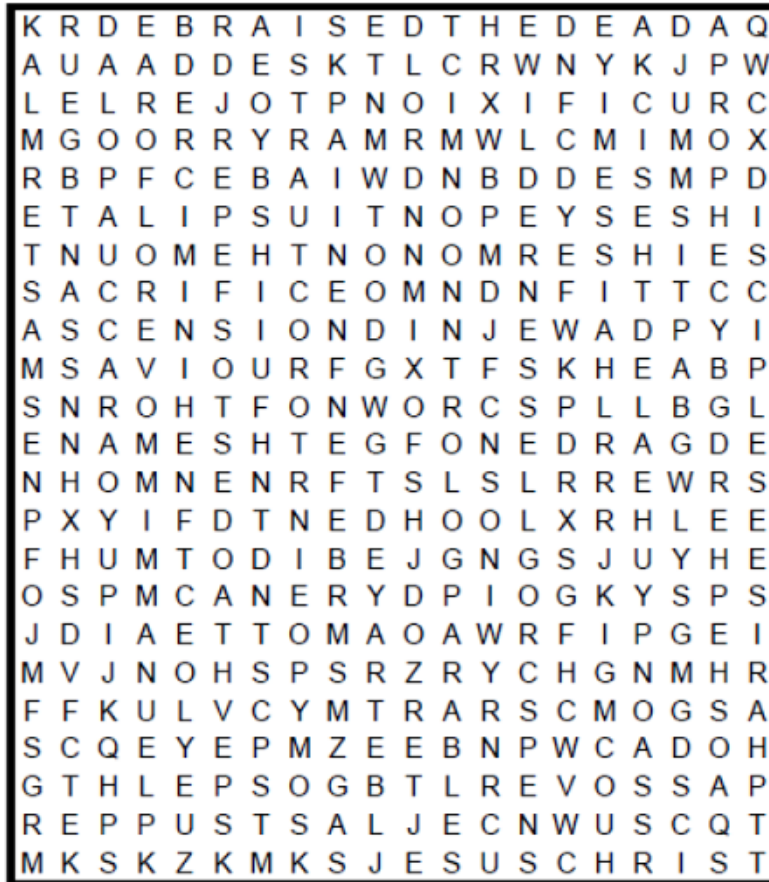 K R D E B R A I S E D T H E D E A D A Q
A U A A D D E S K T L C R W N Y K J P W
L E L R E J O T P N O I X I F I C U R C
M G O O R R Y R A M R M W L C M I M O X
R B P F C E B A I W D N B D D E S M P D
E T A L I P S U I T N O P E Y S E S H I
T N U O M E H T N O N O M R E S H I E S
S A C R I F I C E O M N D N F I T T C C
A S C E N S I O N D I N J E W A D P Y I
M S A V I O U R F G X T F S K H E A B P
S N R O H T F O N W O R C S P L L B G L
E N A M E S H T E G F O N E D R A G D E
N H O M N E N R F T S L S L R R E W R S
P X Y I F D T N E D H O O L X R H L E E
F H U M T O D I B E J G N G S J U Y H E
O S P M C A N E R Y D P I O G K Y S P S
J D I A E T T O M A O A W R F I P G E I
M V J N O H S P S R Z R Y C H G N M H R
F F K U L V C Y M T R A R S C M O G S A
S C Q E Y E P M Z E E B N P W C A D O H
G T H L E P S O G B T L R E V O S S A P
R E P P U S T S A L J E C N W U S C Q T
M K S K Z K M K S J E S U S C H R I S T